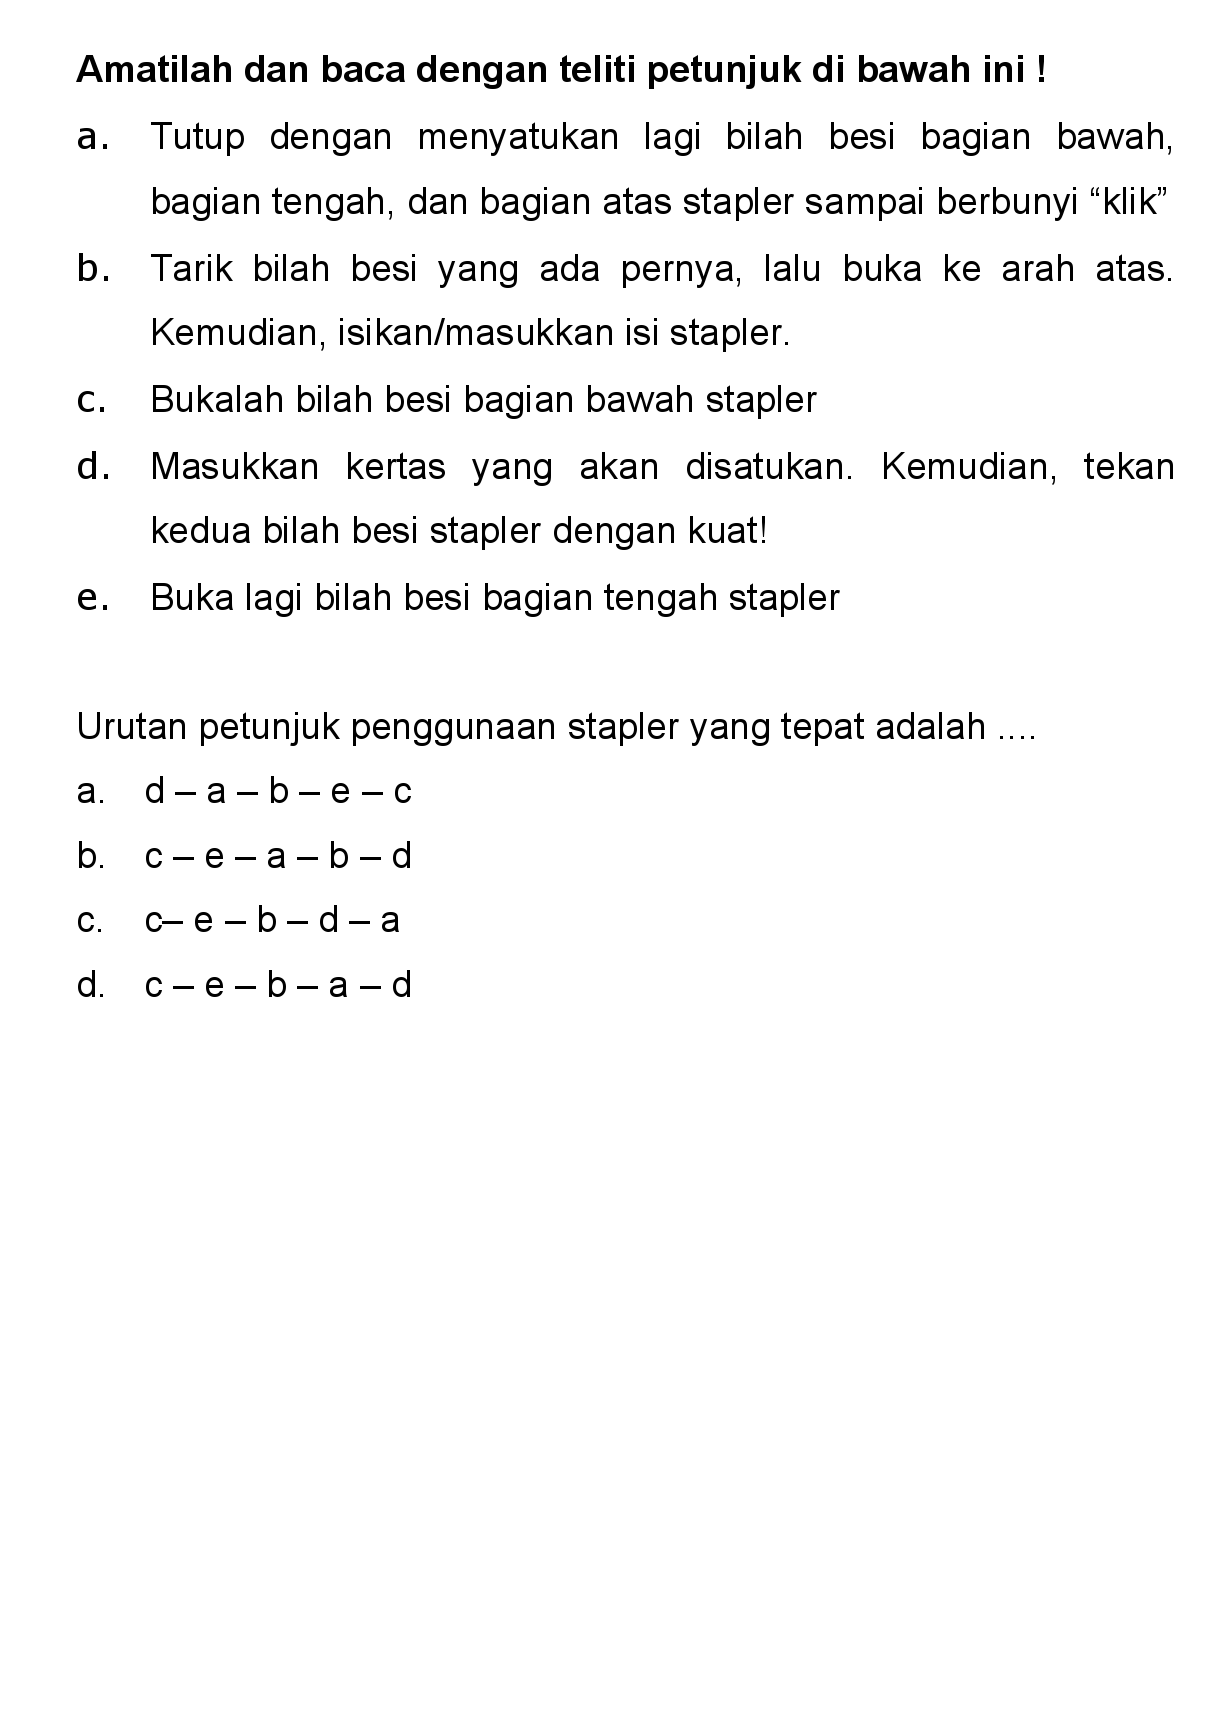 Amatilah dan baca dengan teliti petunjuk di bawah ini !
a. Tutup dengan menyatukan lagi bilah besi bagian bawah,
bagian tengah, dan bagian atas stapler sampai berbunyi “klik”
b. Tarik bilah besi yang ada pernya, lalu buka ke arah atas.
Kemudian, isikan/masukkan isi stapler.
c. Bukalah bilah besi bagian bawah stapler
d. Masukkan kertas yang akan disatukan. Kemudian, tekan
kedua bilah besi stapler dengan kuat!
e. Buka lagi bilah besi bagian tengah stapler
Urutan petunjuk penggunaan stapler yang tepat adalah ....
a. d – a – b – e – c
b. c – e – a – b – d
c. c– e – b – d – a
d. c – e – b – a – d